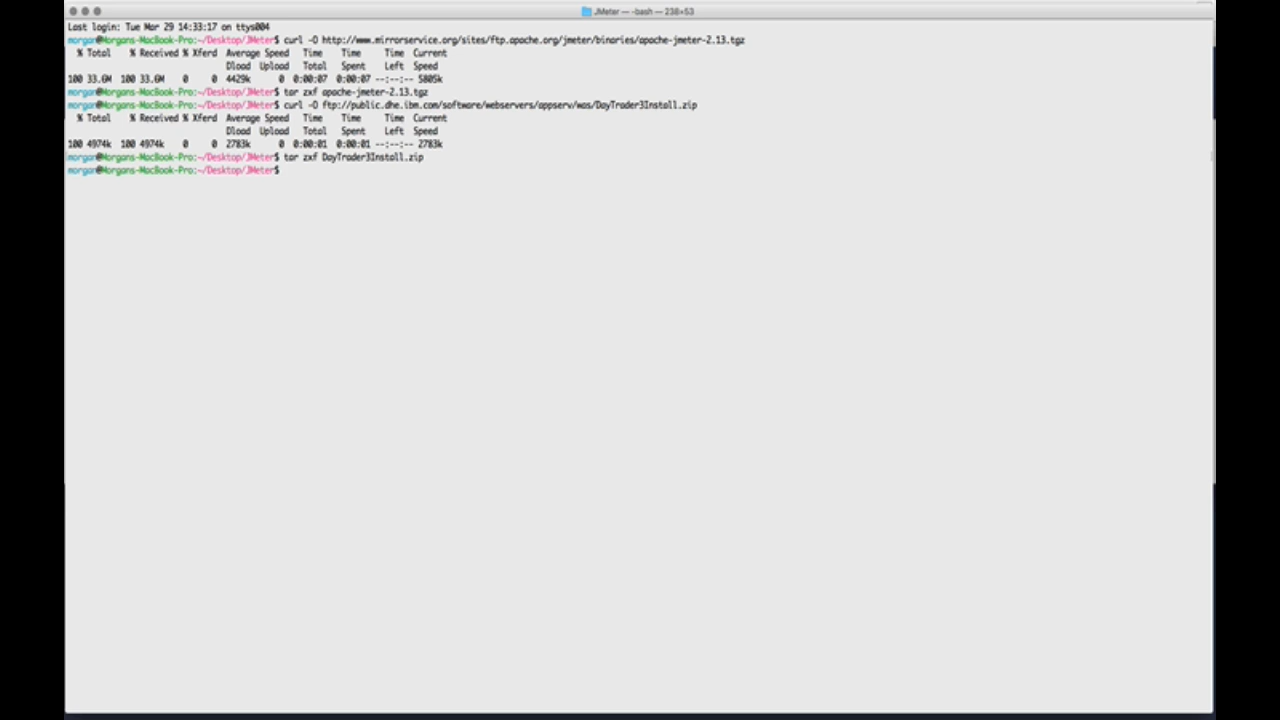 JMeter — -bash — 238×53
Last login: Tue Mar 29 14:33:17 on ttys004
morgan@Morgans-MacBook-Pro:~/Desktop/JMeter$ curl -O http://www.mirrorservice.org/sites/ftp.apache.org/jmeter/binaries/apache-jmeter-2.13.tgz
% Total % Received % Xferd Average Speed Time Time Time Current
Dload Upload Total Spent Left Speed
100 33.6M 100 33.6M 0 0 4429k 0 0:00:07 0:00:07 --:--:-- 5805k
morgan@Morgans-MacBook-Pro:~/Desktop/JMeter$ tar zxf apache-jmeter-2.13.tgz
morgan@Morgans-MacBook-Pro:~/Desktop/JMeter$ curl -O ftp://public.dhe.ibm.com/software/webservers/appserv/was/DayTrader3Install.zip
% Total % Received % Xferd Average Speed Time Time Time Current
Dload Upload Total Spent Left Speed
100 4974k 100 4974k 0 0 2783k 0 0:00:01 0:00:01 --:--:-- 2783k
morgan@Morgans-MacBook-Pro:~/Desktop/JMeter$ tar zxf DayTrader3Install.zip
morgan@Morgans-MacBook-Pro:~/Desktop/JMeter$